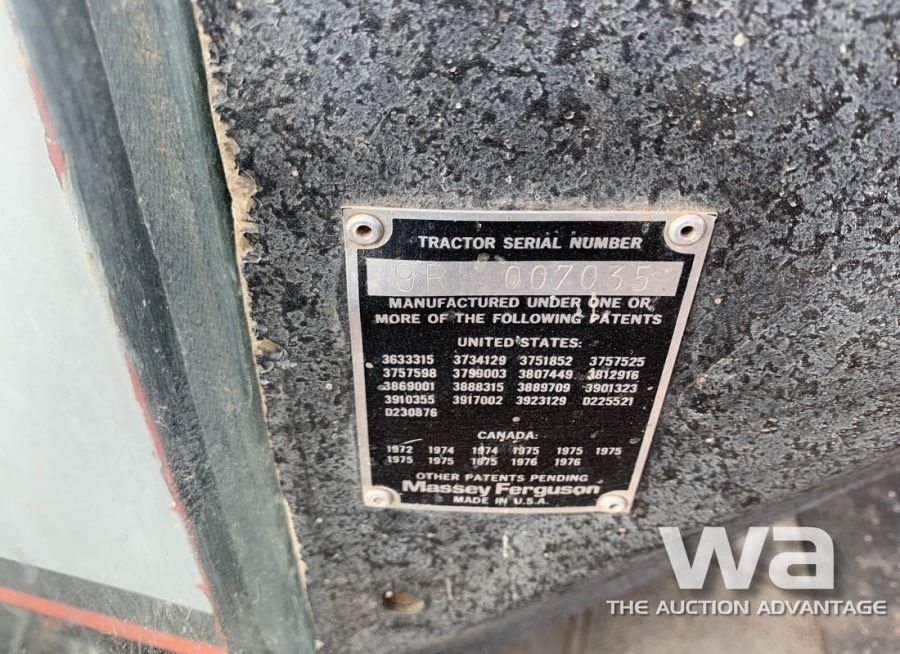 TRACTOR SERIAL NUMBER
9R 007035
MANUFACTURED UNDER ONE OR
MORE OF THE FOLLOWING PATENTS
UNITED STATES:
3633315 3734129 3751852 3757525
3757598 3799003 3807449 3812916
3869001 3888315 3889709 3901323
3910355 3917002 3923129 D225521
D230876
CANADA:
1972 1974 1974 1975 1975 1975
1975 1975 1975 1976 1976
OTHER PATENTS PENDING
Massey Ferguson
MADE IN U.S.A.
wa
THE AUCTION ADVANTAGE